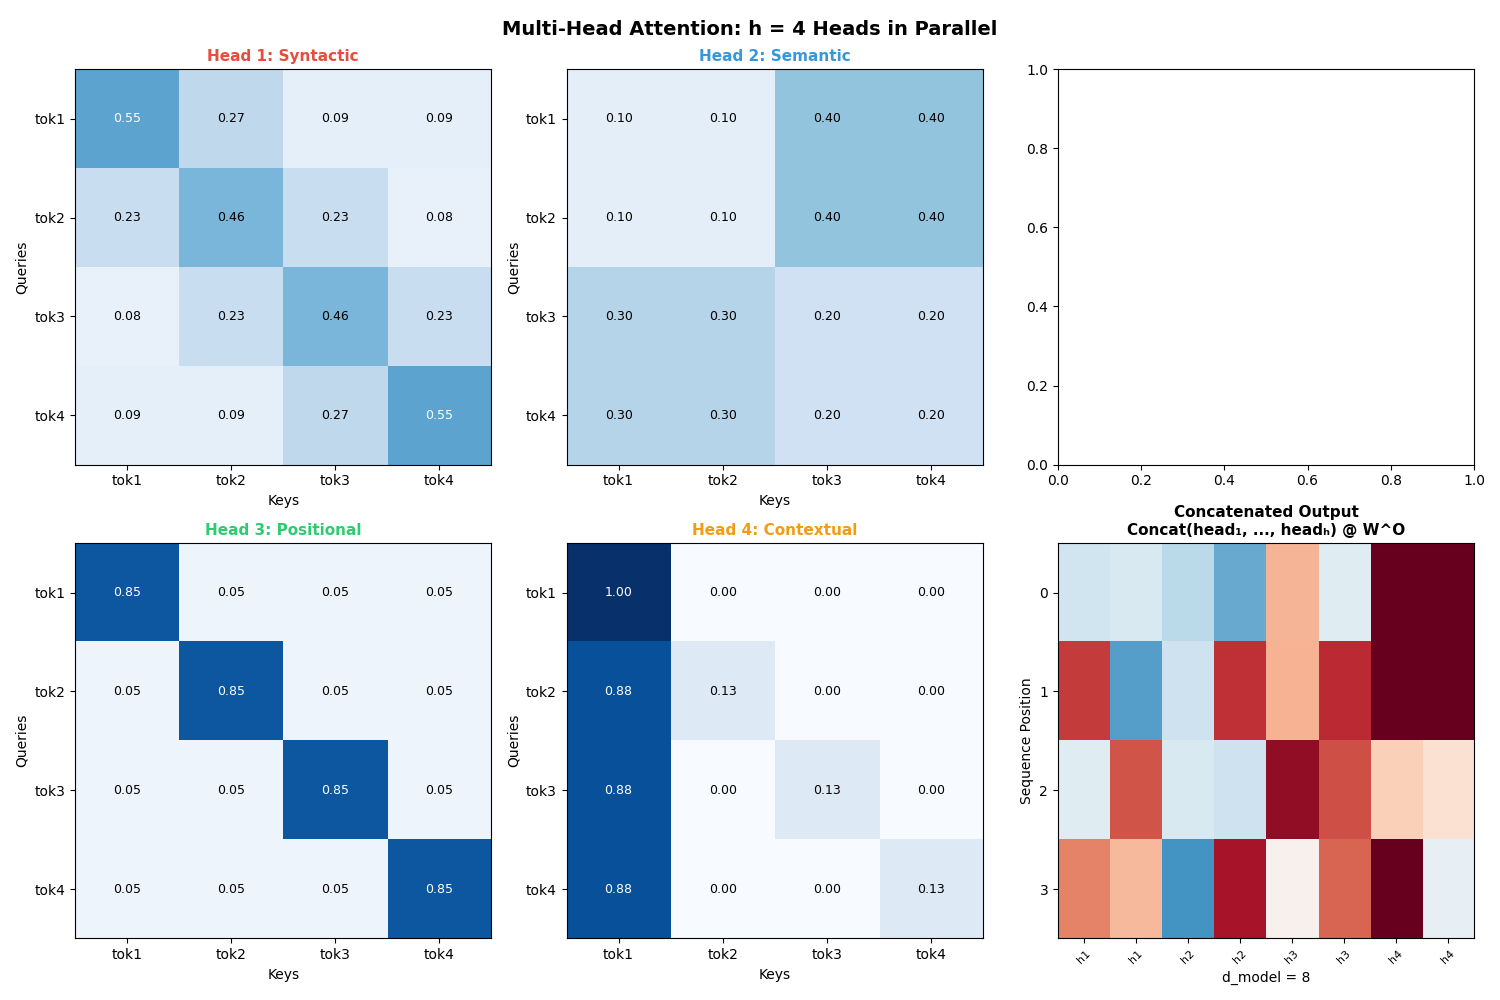 Multi-Head Attention: h = 4 Heads in Parallel
Head 1: Syntactic
Queries
tok1 0.55 0.27 0.09 0.09
tok2 0.23 0.46 0.23 0.08
tok3 0.08 0.23 0.46 0.23
tok4 0.09 0.09 0.27 0.55
tok1 tok2 tok3 tok4
Keys
Head 2: Semantic
Queries
tok1 0.10 0.10 0.40 0.40
tok2 0.10 0.10 0.40 0.40
tok3 0.30 0.30 0.20 0.20
tok4 0.30 0.30 0.20 0.20
tok1 tok2 tok3 tok4
Keys
1.0
0.8
0.6
0.4
0.2
0.0
0.0 0.2 0.4 0.6 0.8 1.0
Head 3: Positional
Queries
tok1 0.85 0.05 0.05 0.05
tok2 0.05 0.85 0.05 0.05
tok3 0.05 0.05 0.85 0.05
tok4 0.05 0.05 0.05 0.85
tok1 tok2 tok3 tok4
Keys
Head 4: Contextual
Queries
tok1 1.00 0.00 0.00 0.00
tok2 0.88 0.13 0.00 0.00
tok3 0.88 0.00 0.13 0.00
tok4 0.88 0.00 0.00 0.13
tok1 tok2 tok3 tok4
Keys
Concatenated Output
Concat(head₁, ..., headₕ) @ W^O
Sequence Position
0
1
2
3
h1 h1 h2 h2 h3 h3 h4 h4
d_model = 8